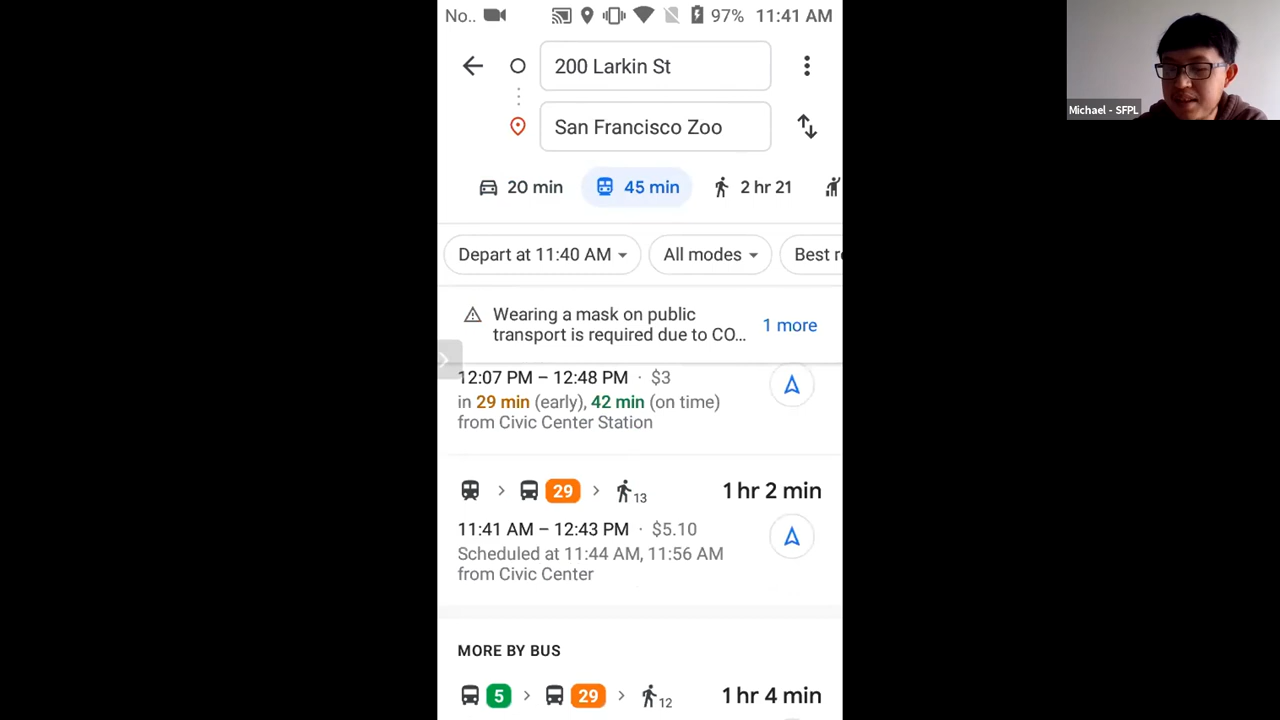 No.. 97% 11:41 AM
200 Larkin St
San Francisco Zoo
20 min 45 min 2 hr 21
Depart at 11:40 AM All modes Best r
Wearing a mask on public
transport is required due to CO... 1 more
12:07 PM – 12:48 PM · $3
in 29 min (early), 42 min (on time)
from Civic Center Station
29 13 1 hr 2 min
11:41 AM – 12:43 PM · $5.10
Scheduled at 11:44 AM, 11:56 AM
from Civic Center
MORE BY BUS
5 29 12 1 hr 4 min
Michael - SFPL